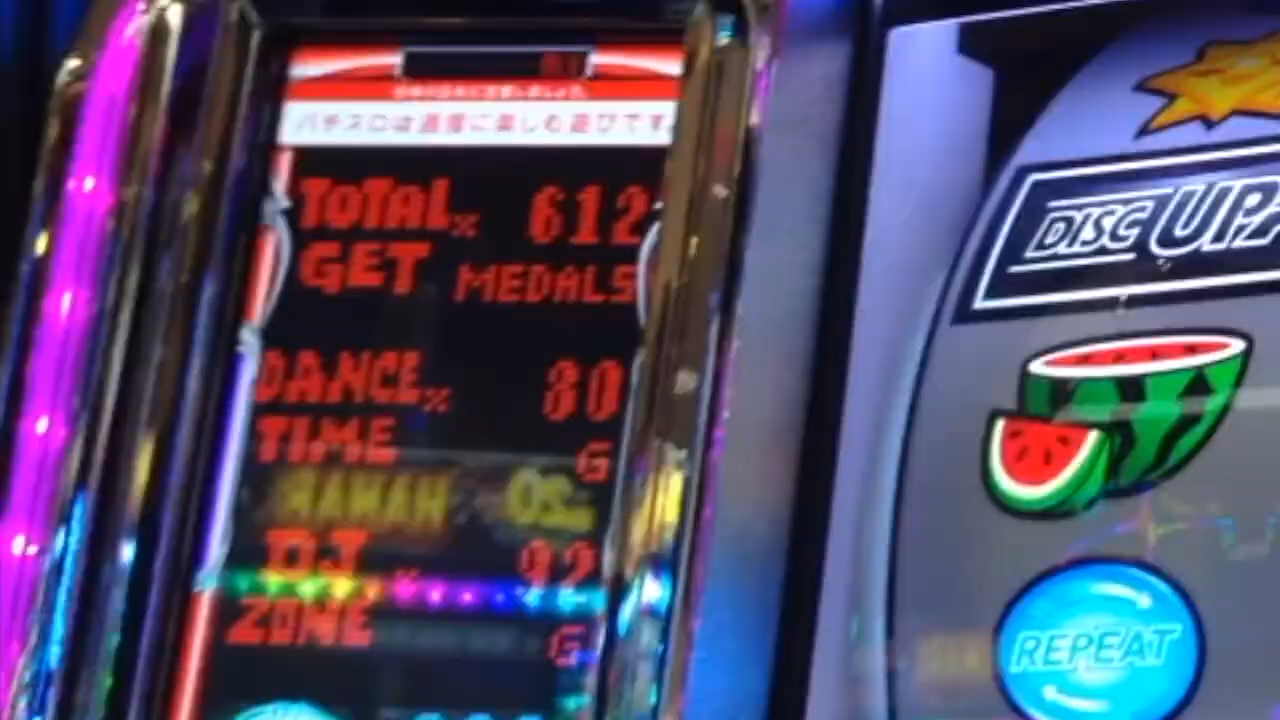 パチスロは適度に楽しむ遊びです
TOTAL 612
GET MEDALS
DANCE 30
TIME G
DJ 92
ZONE G
DISC UP
REPEAT